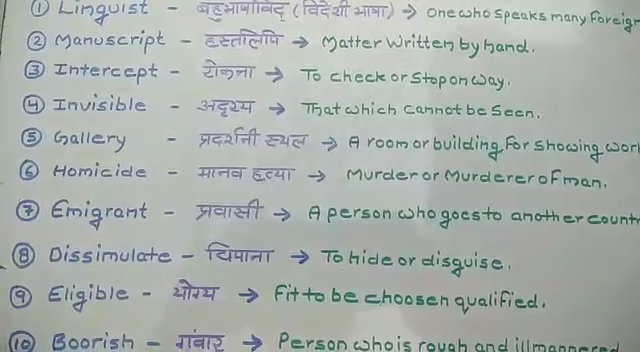 ① Linguist - बहुभाषाविद् (विदेशी भाषा) → one who speaks many foreign
② Manuscript - हस्तलिपि → Matter written by hand.
③ Intercept - रोकना → To check or stop on way.
④ Invisible - अदृश्य → That which cannot be seen.
⑤ Gallery - प्रदर्शनी स्थल → A room or building for showing wor
⑥ Homicide - मानव हत्या → Murder or Murderer of man.
⑦ Emigrant - प्रवासी → A person who goes to another countr
⑧ Dissimulate - छिपाना → To hide or disguise.
⑨ Eligible - योग्य → Fit to be choosen qualified.
⑩ Boorish - गंवार → Person who is rough and illmannered